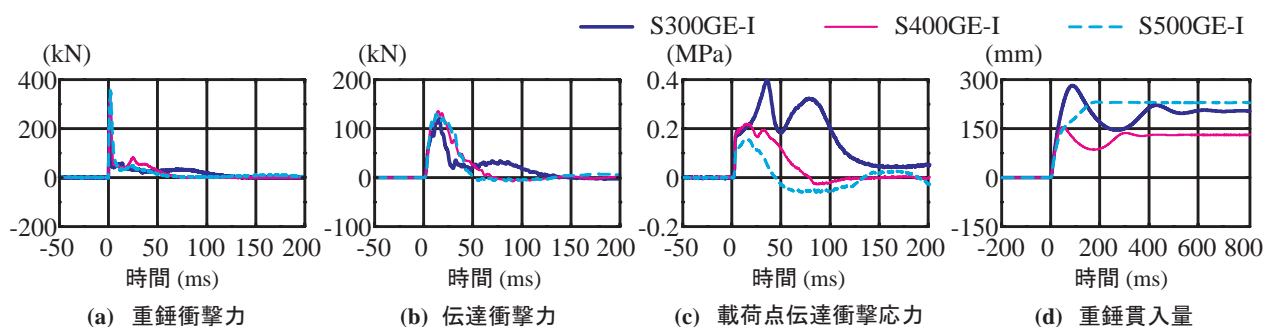 S300GE-I S400GE-I S500GE-I
(kN) (kN) (MPa) (mm)
400 200 0.4 300
200 100 0.2 150
0 0 0 0
-200 -100 -0.2 -150
-50 0 50 100 150 200 -50 0 50 100 150 200 -50 0 50 100 150 200 -200 0 200 400 600 800
時間 (ms) 時間 (ms) 時間 (ms) 時間 (ms)
(a) 重錘衝撃力 (b) 伝達衝撃力 (c) 載荷点伝達衝撃応力 (d) 重錘貫入量